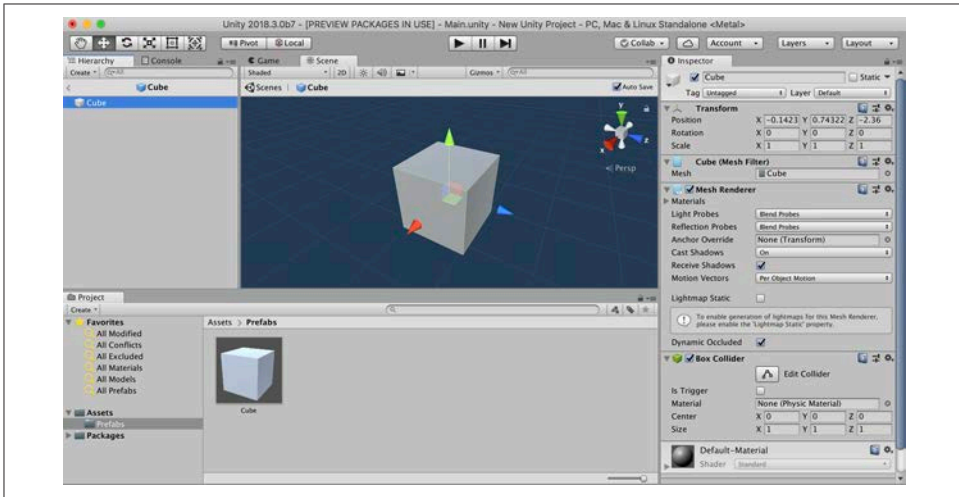 Unity 2018.3.0b7 - [PREVIEW PACKAGES IN USE] - Main.unity - New Unity Project - PC, Mac & Linux Standalone <Metal>
Pivot Local Collab Account Layers Layout
Hierarchy Console
Create All
Cube
Cube
Game Scene
Shaded 2D Gizmos All
Scenes Cube Auto Save
y
z
x
Persp
Inspector
Cube Static
Tag Untagged Layer Default
Transform
Position X -0.1423 Y 0.74322 Z -2.36
Rotation X 0 Y 0 Z 0
Scale X 1 Y 1 Z 1
Cube (Mesh Filter)
Mesh Cube
Mesh Renderer
Materials
Light Probes Blend Probes
Reflection Probes Blend Probes
Anchor Override None (Transform)
Cast Shadows On
Receive Shadows
Motion Vectors Per Object Motion
Lightmap Static
To enable generation of lightmaps for this Mesh Renderer,
please enable the 'Lightmap Static' property.
Dynamic Occluded
Box Collider
Edit Collider
Is Trigger
Material None (Physic Material)
Center X 0 Y 0 Z 0
Size X 1 Y 1 Z 1
Default-Material
Shader Standard
Project
Create
Favorites
All Modified
All Conflicts
All Excluded
All Materials
All Models
All Prefabs
Assets
Prefabs
Packages
Assets > Prefabs
Cube